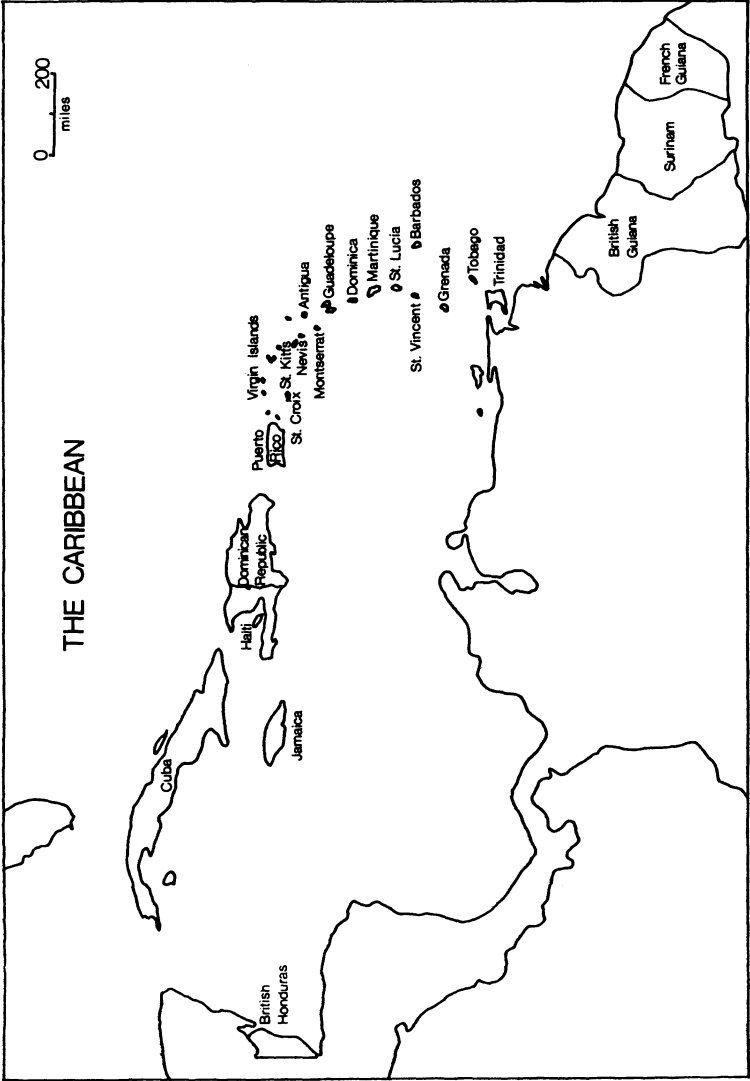 THE CARIBBEAN
0 200
miles
Cuba
Haiti
Dominican
Republic
Puerto
Rico
Virgin Islands
St. Croix
St. Kitts
Nevis
Antigua
Montserrat
Guadeloupe
Dominica
Martinique
St. Lucia
St. Vincent
Barbados
Grenada
Tobago
Trinidad
Jamaica
British
Honduras
British
Guiana
Surinam
French
Guiana